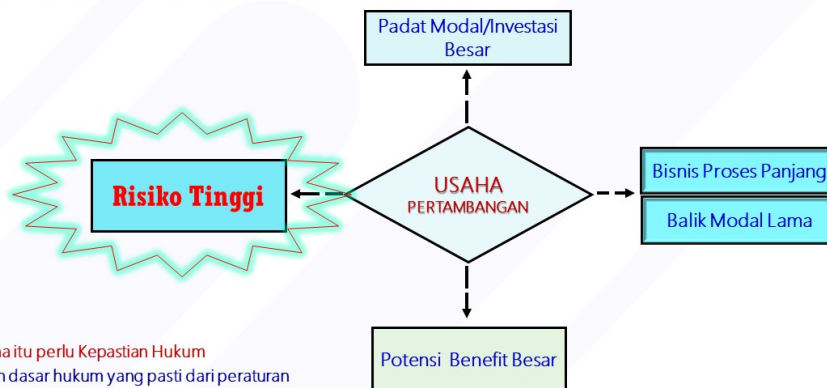 Padat Modal/Investasi
Besar
Risiko Tinggi
USAHA
PERTAMBANGAN
Bisnis Proses Panjang
Balik Modal Lama
Potensi Benefit Besar
itu perlu Kepastian Hukum
dasar hukum yang pasti dari peraturan